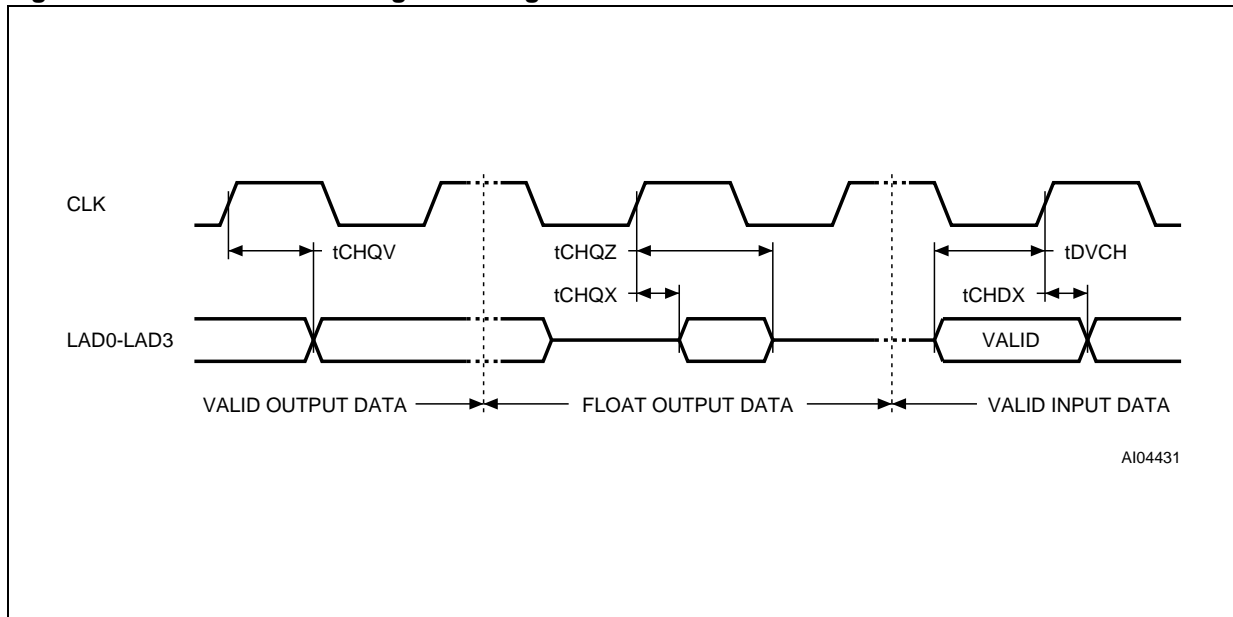 CLK
tCHQV
tCHQZ
tDVCH
tCHQX
tCHDX
LAD0-LAD3
VALID
VALID OUTPUT DATA
FLOAT OUTPUT DATA
VALID INPUT DATA
AI04431